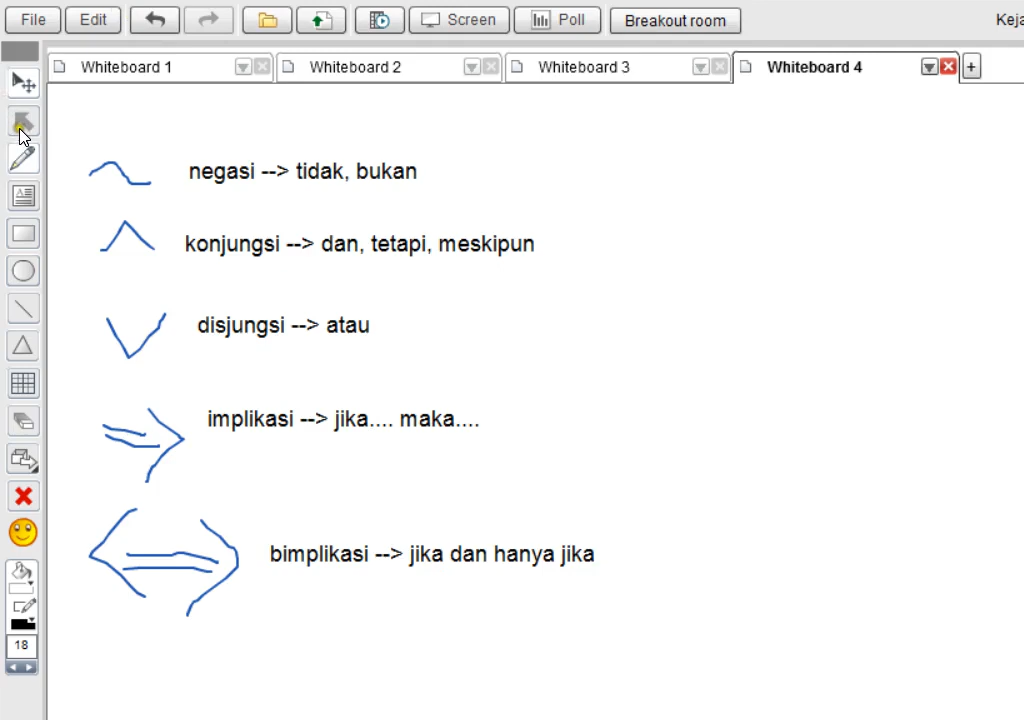 File Edit Screen Poll Breakout room Keja
Whiteboard 1 Whiteboard 2 Whiteboard 3 Whiteboard 4 +
negasi --> tidak, bukan
konjungsi --> dan, tetapi, meskipun
disjungsi --> atau
implikasi --> jika.... maka....
bimplikasi --> jika dan hanya jika
18